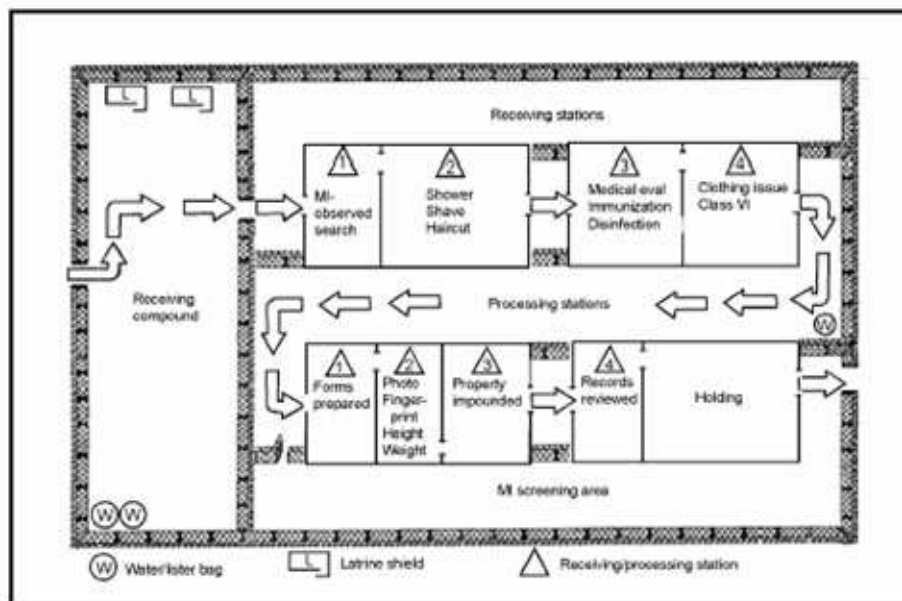 L
L
Receiving stations
1
MI-
observed
search
2
Shower
Shave
Haircut
3
Medical eval
Immunization
Disinfection
4
Clothing issue
Class VI
Receiving
compound
Processing stations
W
1
Forms
prepared
2
Photo
Finger-
print
Height
Weight
3
Property
impounded
4
Records
reviewed
Holding
MI screening area
W W
W Water/lister bag
L Latrine shield
Receiving/processing station